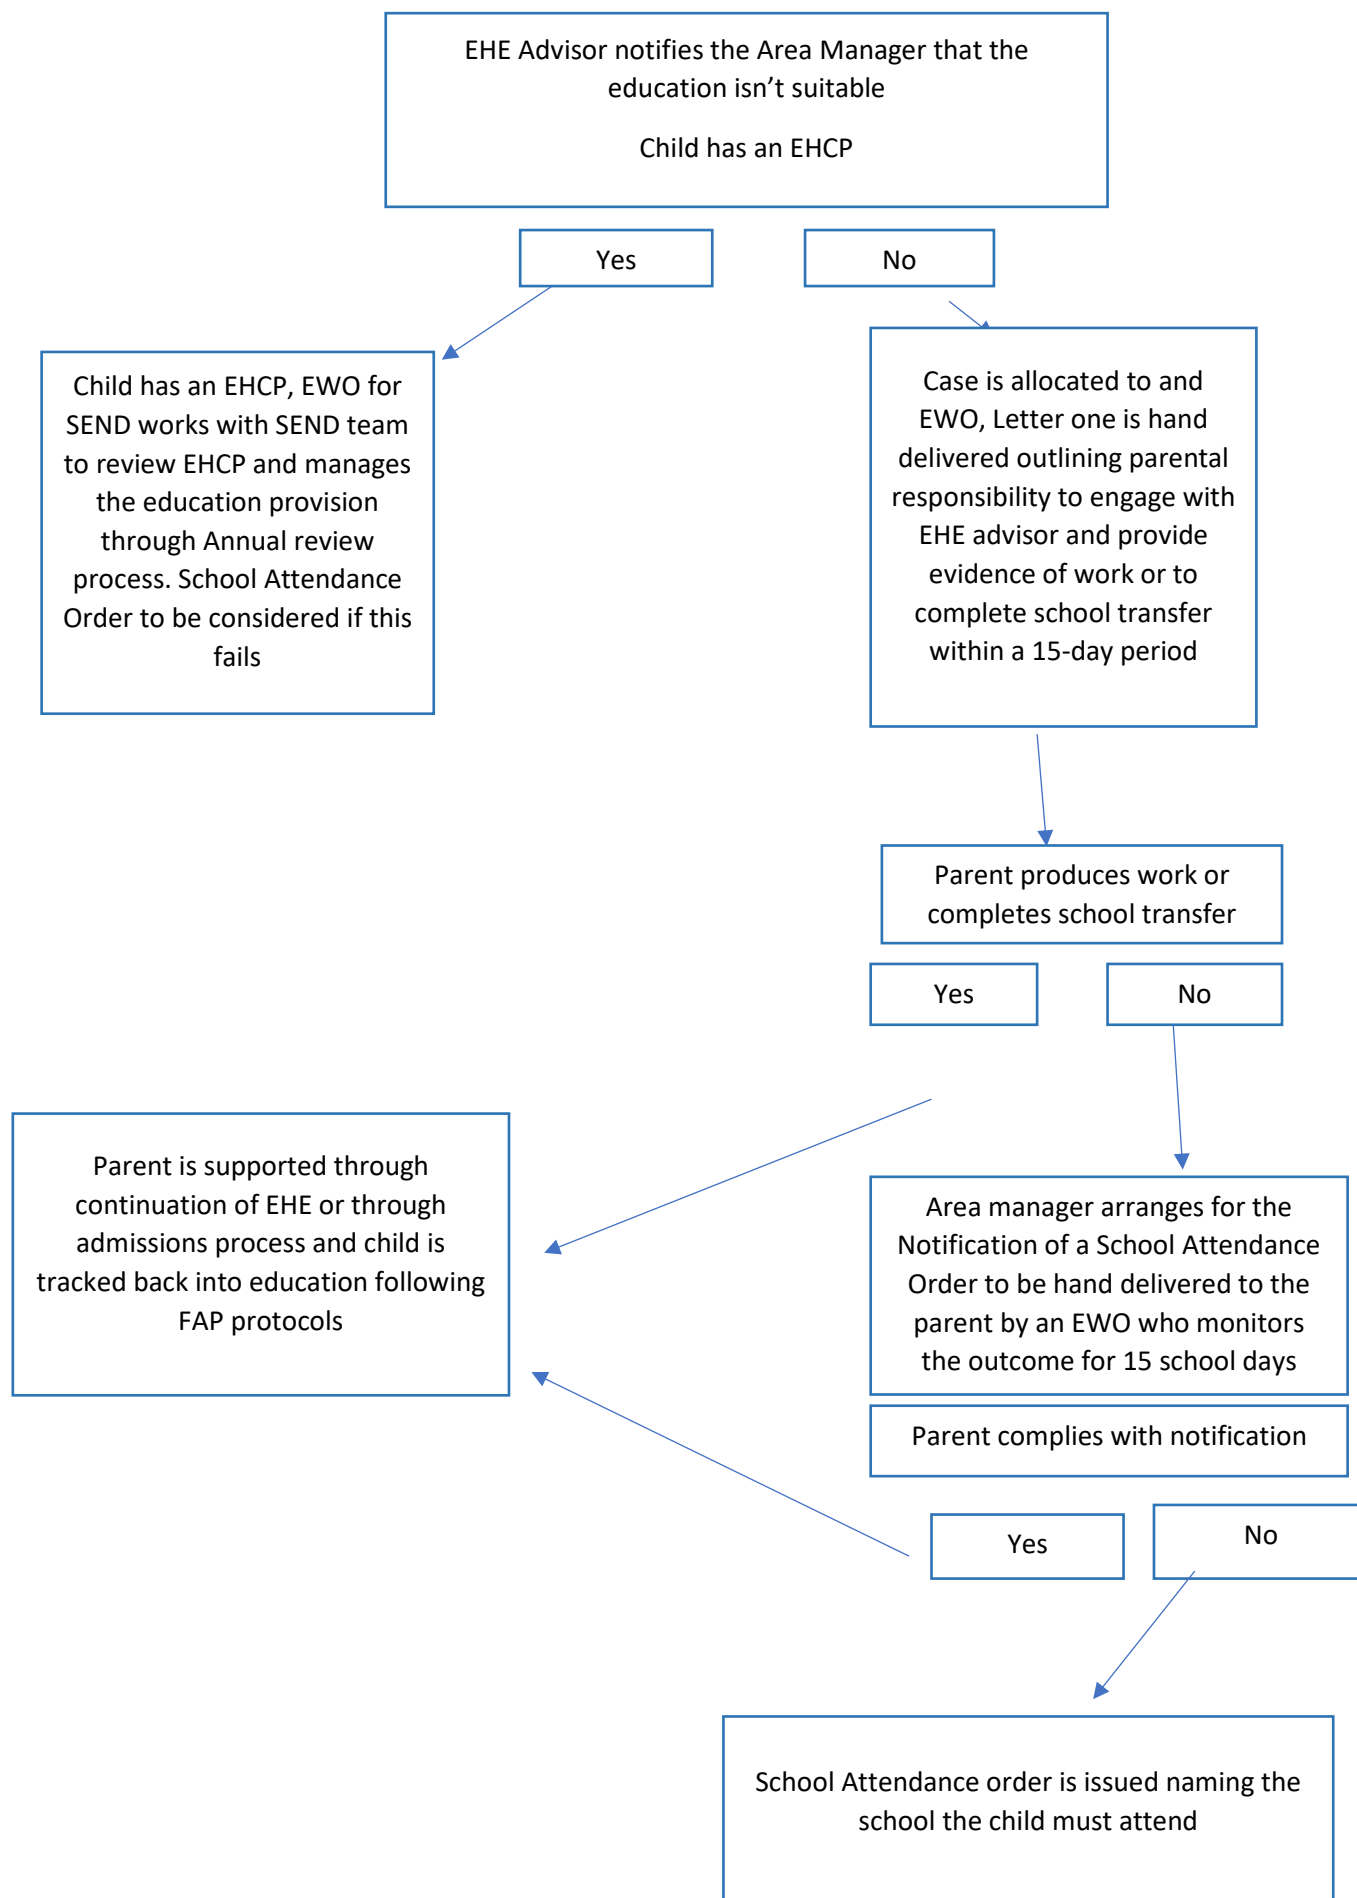 EHE Advisor notifies the Area Manager that the
education isn’t suitable
Child has an EHCP
Yes
No
Child has an EHCP, EWO for
SEND works with SEND team
to review EHCP and manages
the education provision
through Annual review
process. School Attendance
Order to be considered if this
fails
Case is allocated to and
EWO, Letter one is hand
delivered outlining parental
responsibility to engage with
EHE advisor and provide
evidence of work or to
complete school transfer
within a 15-day period
Parent produces work or
completes school transfer
Yes
No
Parent is supported through
continuation of EHE or through
admissions process and child is
tracked back into education following
FAP protocols
Area manager arranges for the
Notification of a School Attendance
Order to be hand delivered to the
parent by an EWO who monitors
the outcome for 15 school days
Parent complies with notification
Yes
No
School Attendance order is issued naming the
school the child must attend